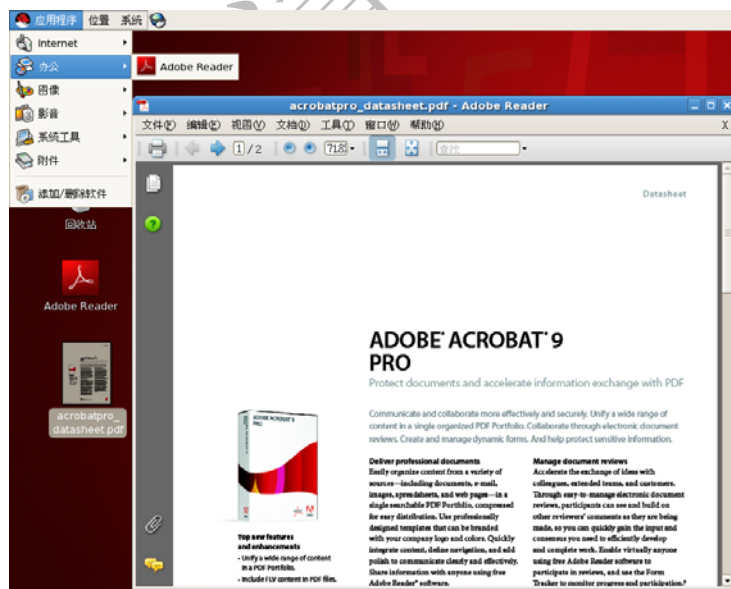 应用程序 位置 系统
Internet
办公
图像
影音
系统工具
附件
添加/删除软件
Adobe Reader
回收站
Adobe Reader
acrobatpro_
datasheet.pdf
acrobatpro_datasheet.pdf - Adobe Reader
文件(F) 编辑(E) 视图(V) 文档(D) 工具(T) 窗口(W) 帮助(H) X
1 / 2 71.8% 查找
Datasheet
ADOBE® ACROBAT® 9
PRO
Protect documents and accelerate information exchange with PDF
Communicate and collaborate more effectively and securely. Unify a wide range of
content in a single organized PDF Portfolio. Collaborate through electronic document
reviews. Create and manage dynamic forms. And help protect sensitive information.
ADOBE ACROBAT 9
PRO
Top new features
and enhancements
• Unify a wide range of content
in a PDF Portfolio.
• Include FLV content in PDF files.
Deliver professional documents
Easily organize content from a variety of
sources—including documents, e-mail,
images, spreadsheets, and web pages—in a
single searchable PDF Portfolio, compressed
for easy distribution. Use professionally
designed templates that can be branded
with your company logo and colors. Quickly
integrate content, define navigation, and add
polish to communicate clearly and effectively.
Share information with anyone using free
Adobe Reader® software.
Manage document reviews
Accelerate the exchange of ideas with
colleagues, extended teams, and customers.
Through easy-to-manage electronic document
reviews, participants can see and build on
other reviewers' comments as they are being
made, so you can quickly gain the input and
consensus you need to efficiently develop
and complete work. Enable virtually anyone
using free Adobe Reader software to
participate in reviews, and use the Form
Tracker to monitor progress and participation.²